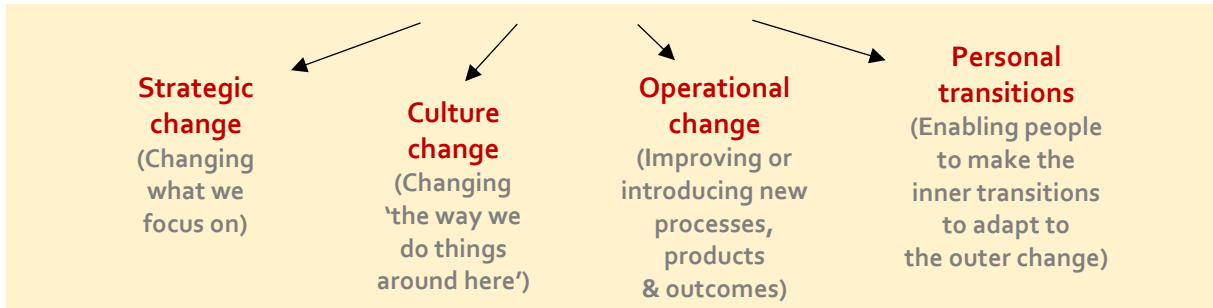 Strategic
change
(Changing
what we
focus on)
Culture
change
(Changing
‘the way we
do things
around here’)
Operational
change
(Improving or
introducing new
processes,
products
& outcomes)
Personal
transitions
(Enabling people
to make the
inner transitions
to adapt to
the outer change)